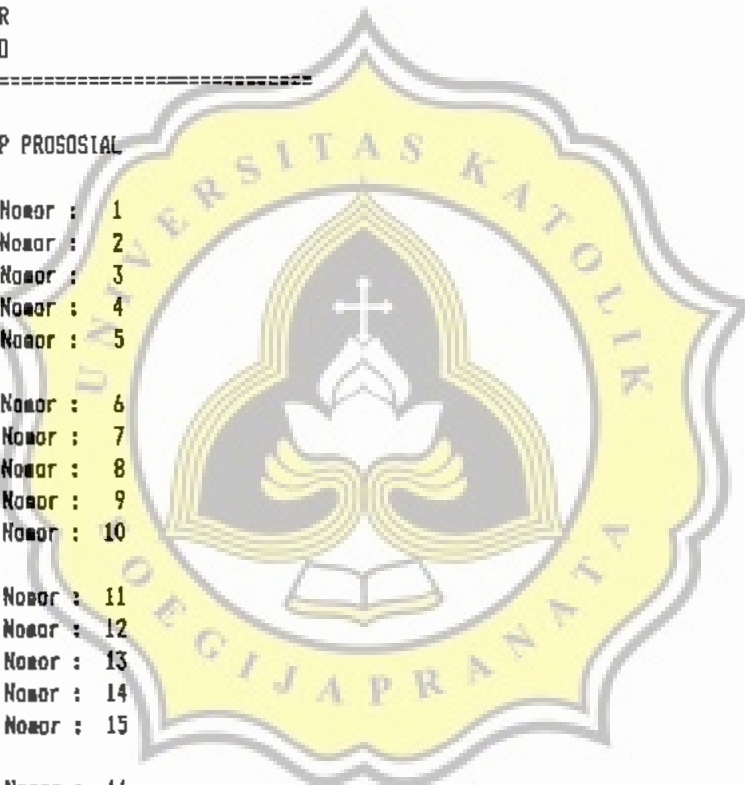 R
=============================
P PROSOSIAL
Nomor : 1
Nomor : 2
Nomor : 3
Nomor : 4
Nomor : 5
Nomor : 6
Nomor : 7
Nomor : 8
Nomor : 9
Nomor : 10
Nomor : 11
Nomor : 12
Nomor : 13
Nomor : 14
Nomor : 15
UNIVERSITAS KATOLIK
SOEGIJAPRANATA